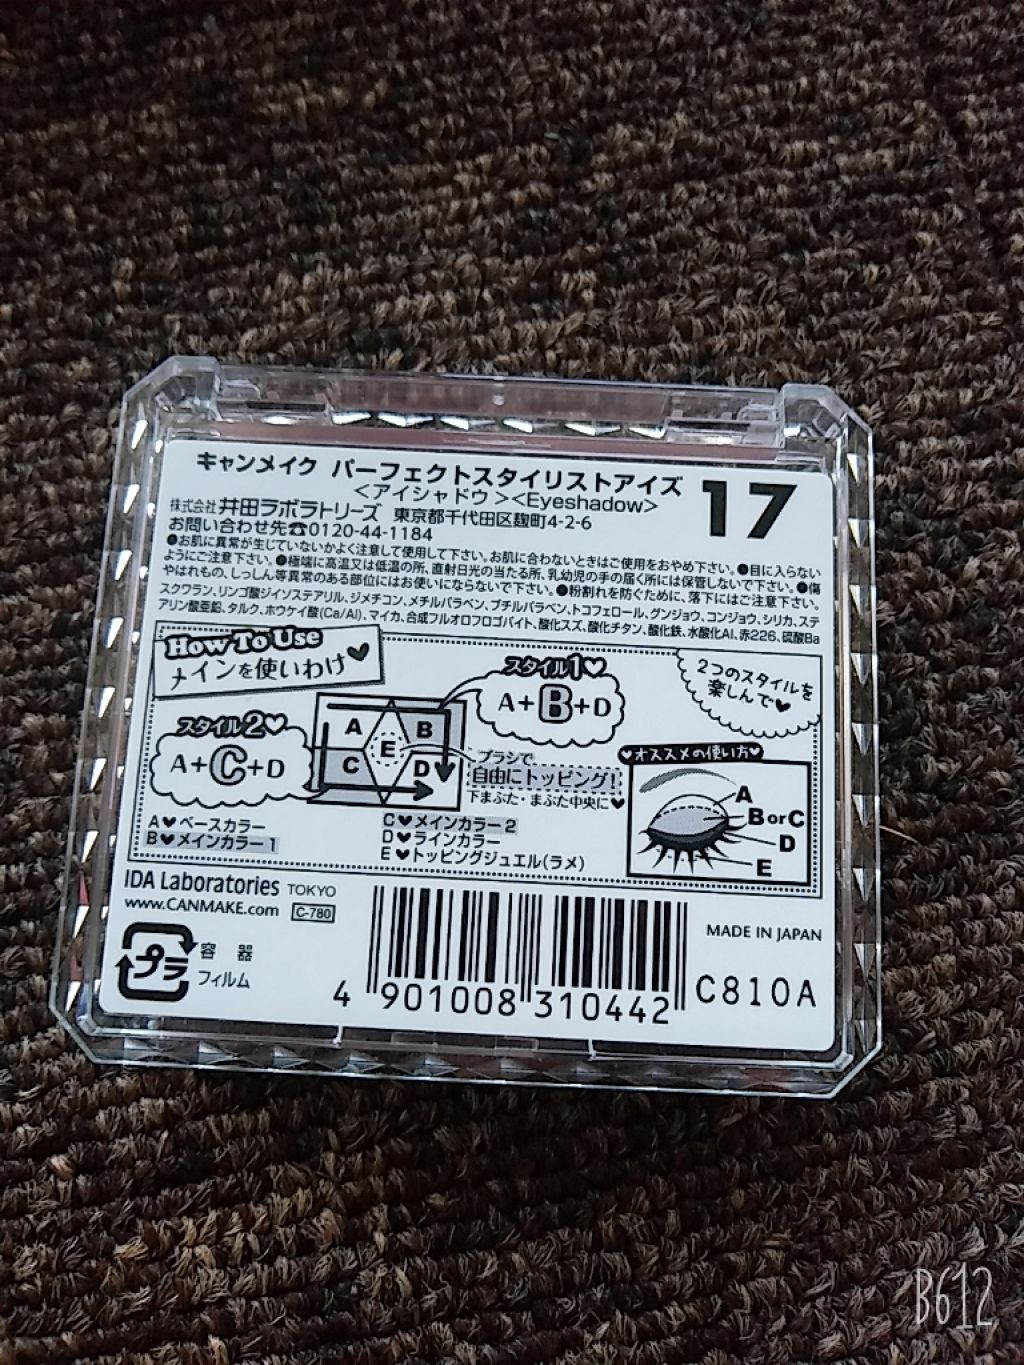 キャンメイク パーフェクトスタイリストアイズ
<アイシャドウ><Eyeshadow>
17
株式会社 井田ラボラトリーズ 東京都千代田区麹町4-2-6
お問い合わせ先☎0120-44-1184
●お肌に異常が生じていないかよく注意して使用して下さい。お肌に合わないときはご使用をおやめ下さい。●目に入らない
ようにご注意下さい。●極端に高温又は低温の所、直射日光の当たる所、乳幼児の手の届く所には保管しないで下さい。●傷
やはれもの、しっしん等異常のある部位にはお使いにならないで下さい。●粉割れを防ぐために、落下にはご注意下さい。
スクワラン、リンゴ酸ジイソステアリル、ジメチコン、メチルパラベン、ブチルパラベン、トコフェロール、グンジョウ、コンジョウ、シリカ、ステ
アリン酸亜鉛、タルク、ホウケイ酸(Ca/Al)、マイカ、合成フルオロフロゴパイト、酸化スズ、酸化チタン、酸化鉄、水酸化Al、赤226、硫酸Ba
How To Use
メインを使いわけ♥
スタイル1♥
A+B+D
2つのスタイルを
楽しんで♥
スタイル2♥
A+C+D
A
B
C
D
E
ブラシで
自由にトッピング!
下まぶた・まぶた中央に♥
♥オススメの使い方♥
A
B or C
D
E
A♥ベースカラー
B♥メインカラー1
C♥メインカラー2
D♥ラインカラー
E♥トッピングジュエル(ラメ)
IDA Laboratories TOKYO
www.CANMAKE.com C-780
MADE IN JAPAN
プラ
容器
フィルム
4 901008 310442
C810A
B612